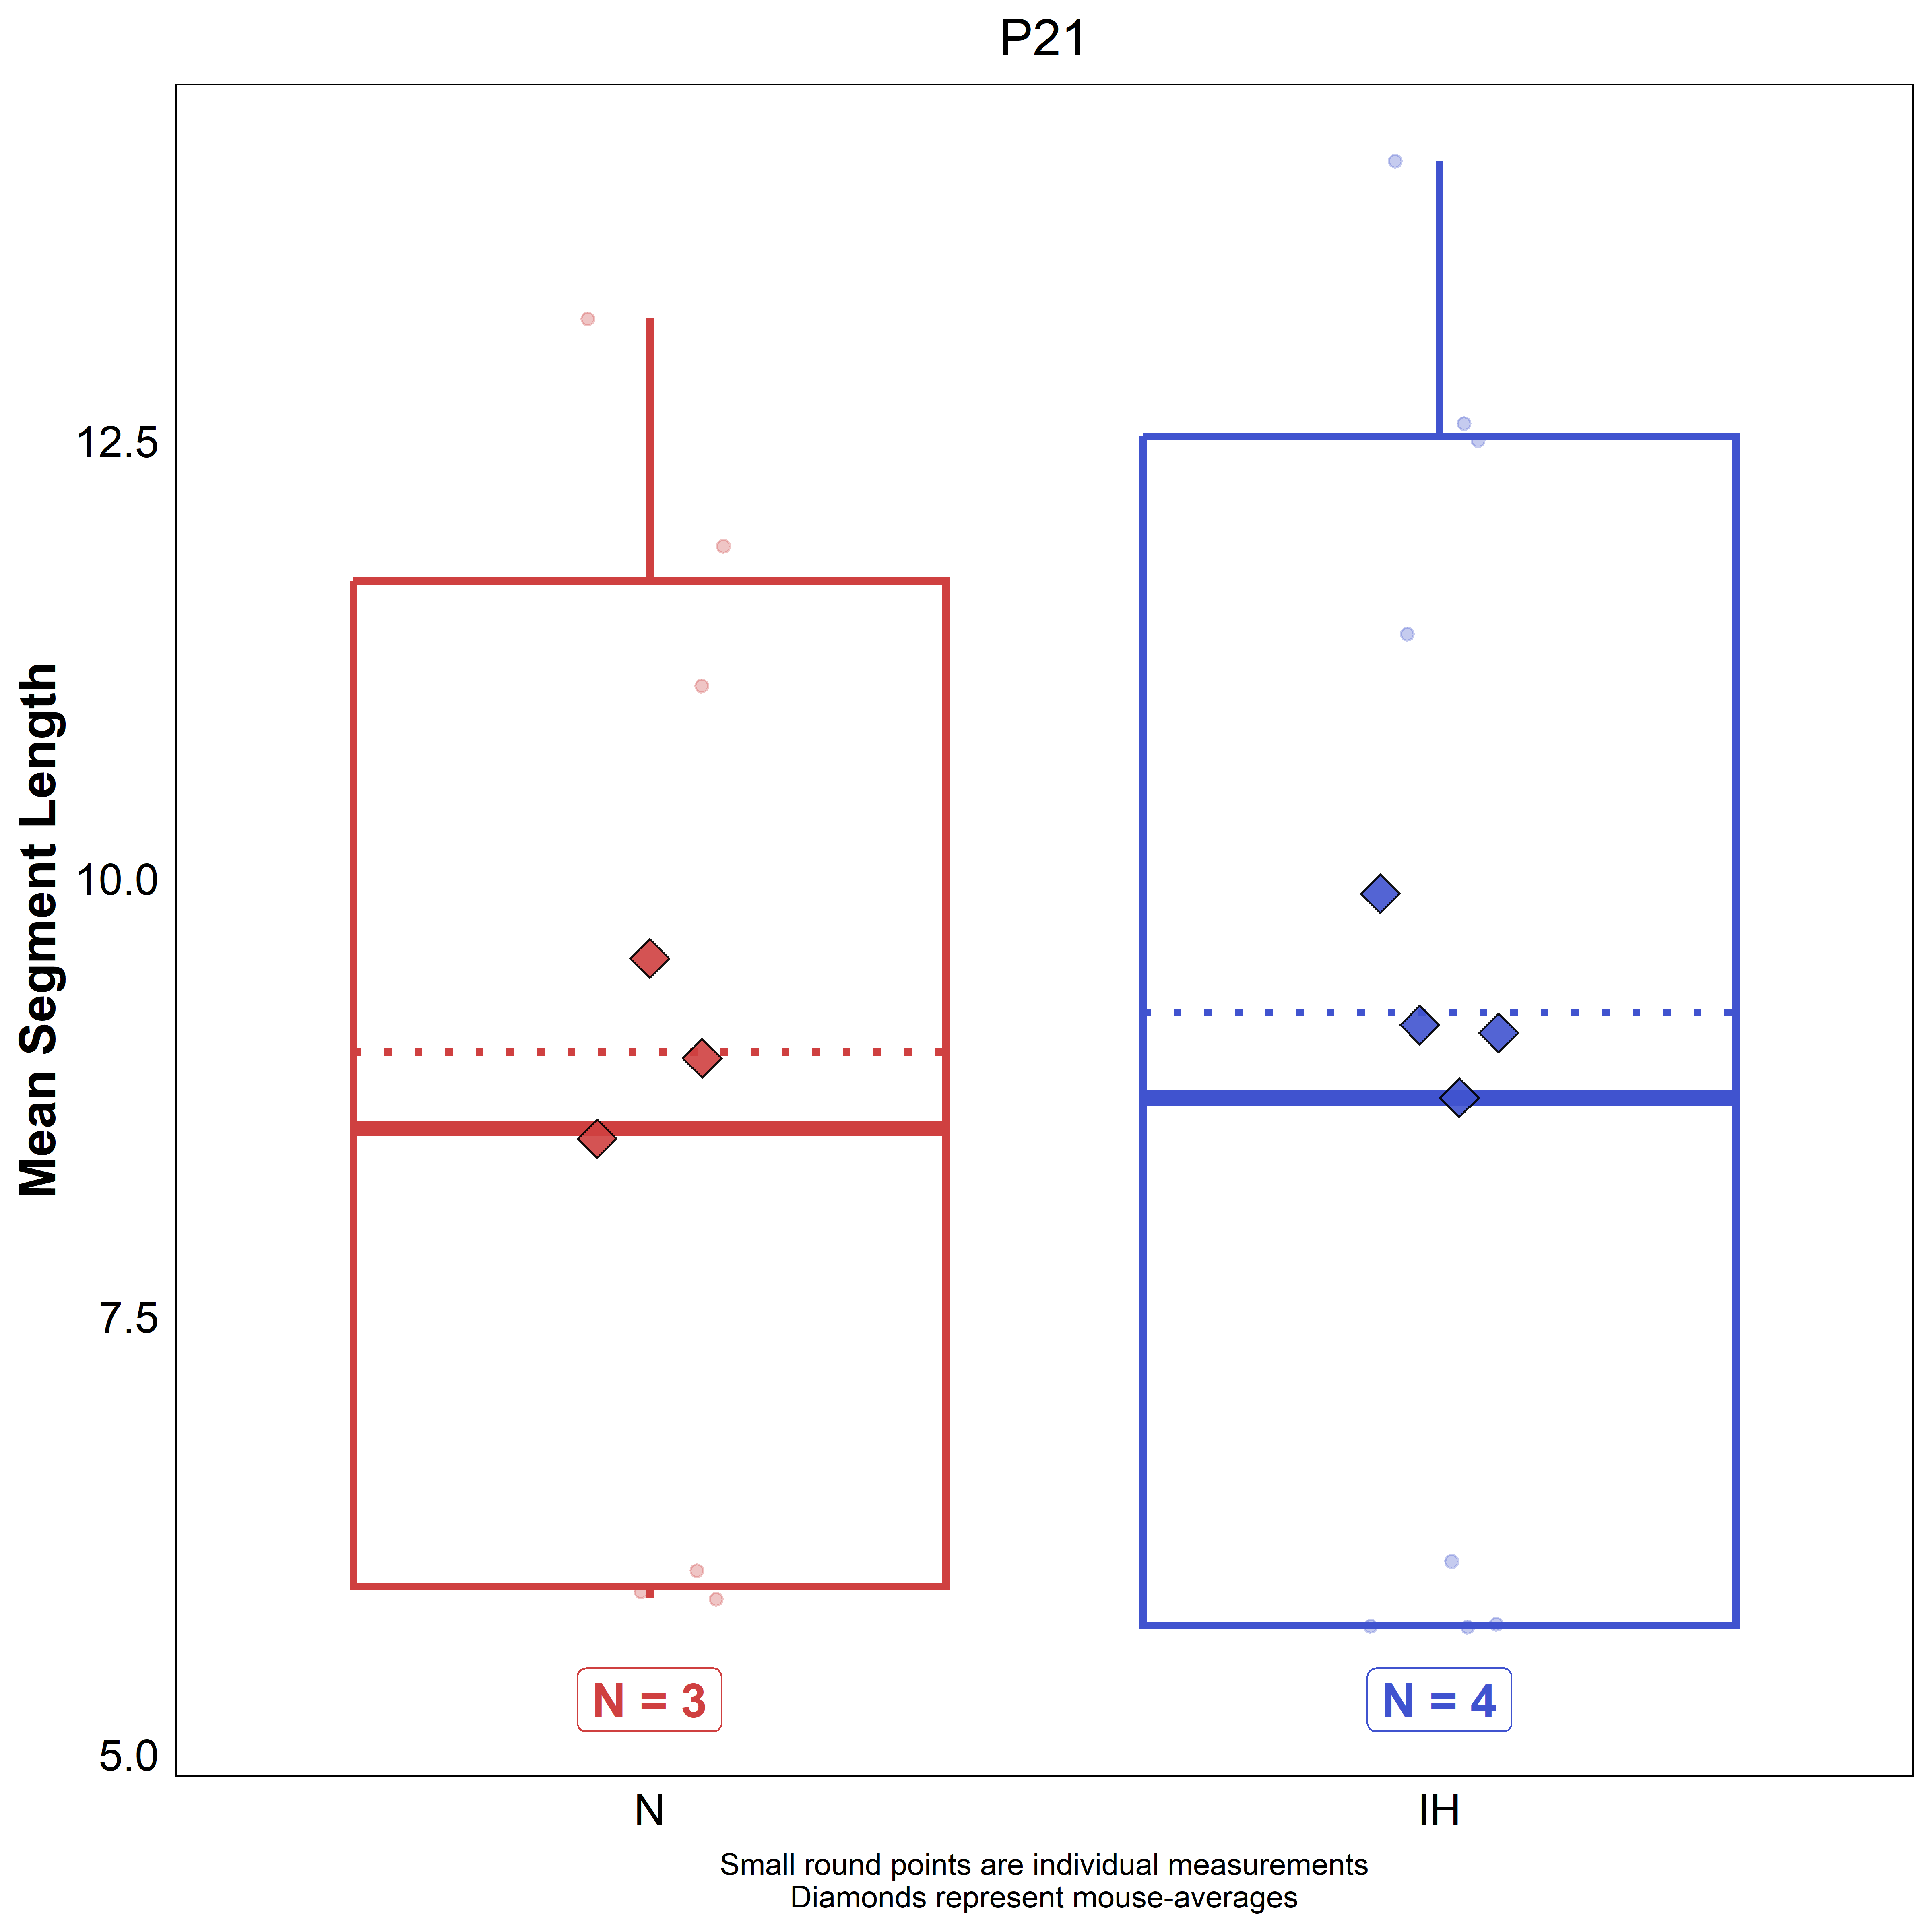 P21
Mean Segment Length
12.5
10.0
7.5
5.0
N = 3
N = 4
N
IH
Small round points are individual measurements
Diamonds represent mouse-averages